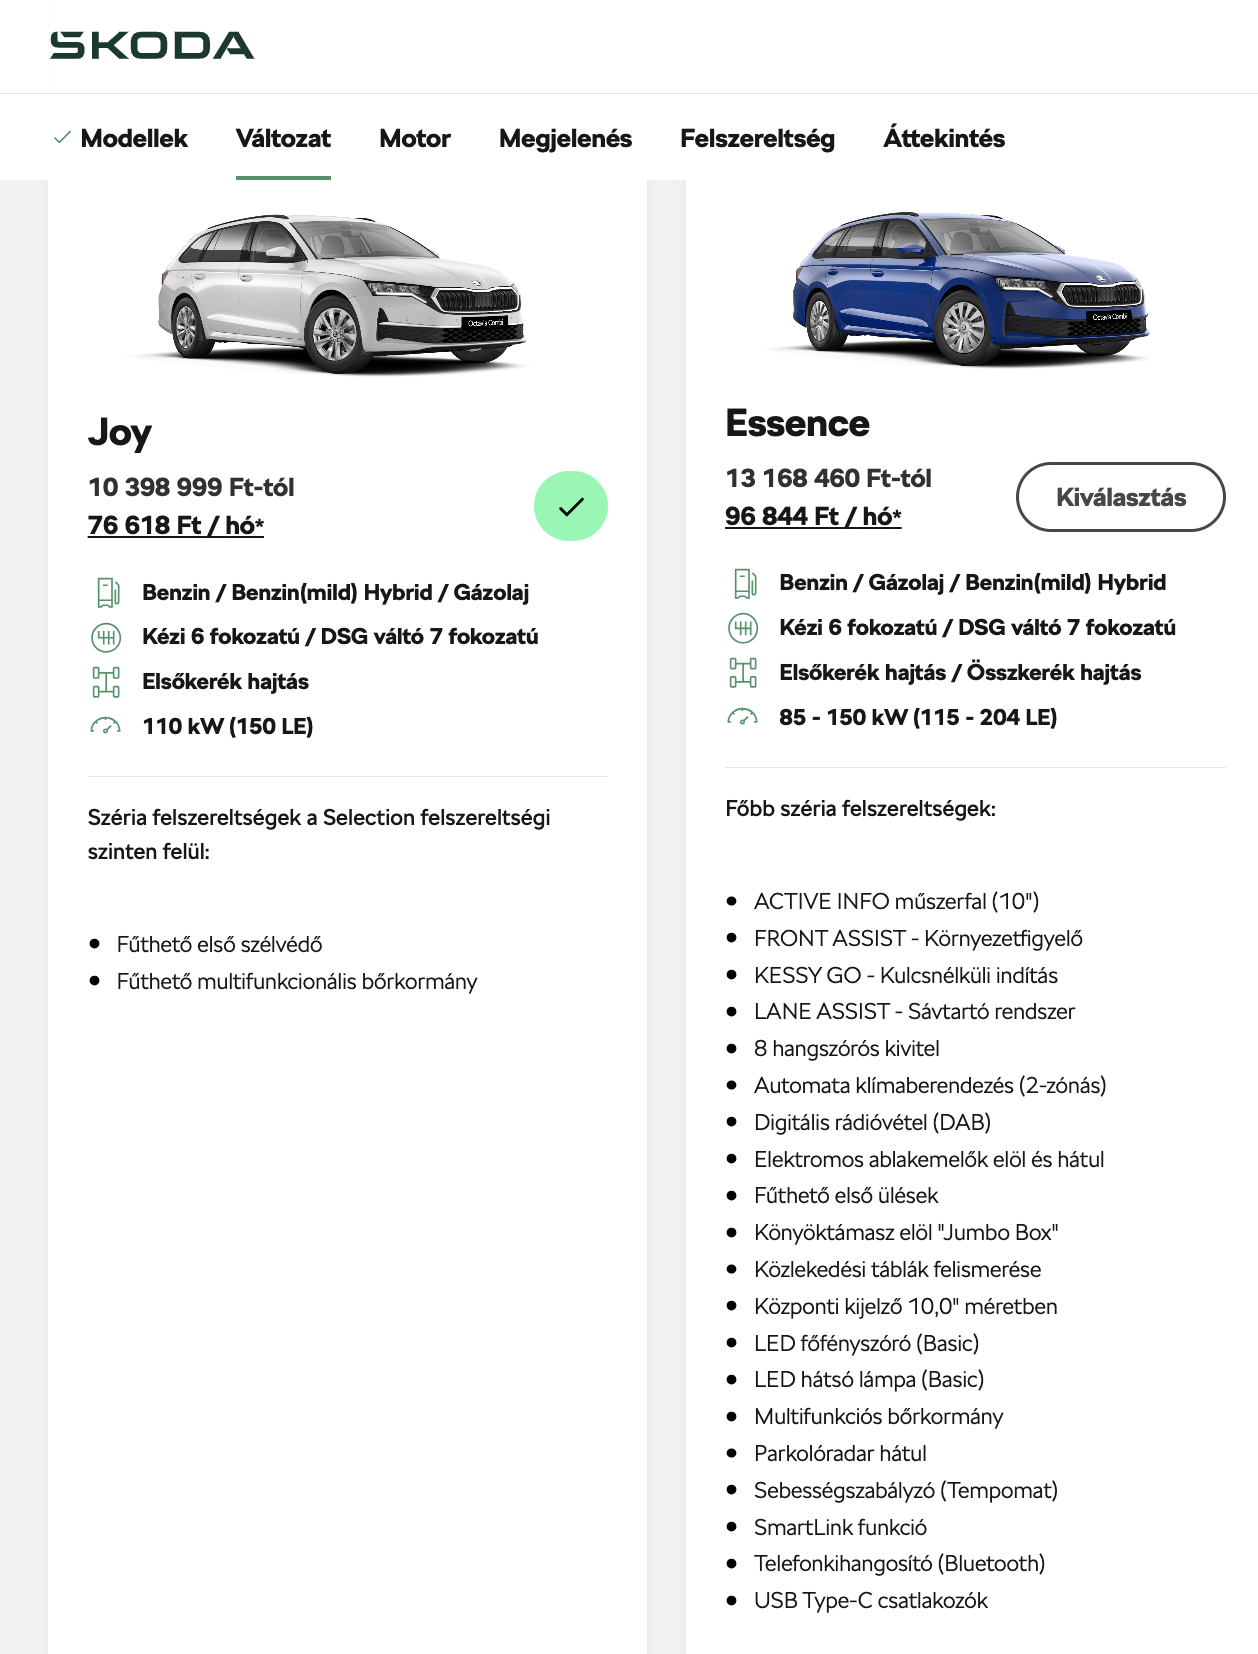 ŠKODA
Modellek
Változat
Motor
Megjelenés
Felszereltség
Áttekintés
Octavia Combi
Joy
10 398 999 Ft-tól
76 618 Ft / hó*
Benzin / Benzin(mild) Hybrid / Gázolaj
Kézi 6 fokozatú / DSG váltó 7 fokozatú
Elsőkerék hajtás
110 kW (150 LE)
Széria felszereltségek a Selection felszereltségi
szinten felül:
Fűthető első szélvédő
Fűthető multifunkcionális bőrkormány
Octavia Combi
Essence
13 168 460 Ft-tól
96 844 Ft / hó*
Kiválasztás
Benzin / Gázolaj / Benzin(mild) Hybrid
Kézi 6 fokozatú / DSG váltó 7 fokozatú
Elsőkerék hajtás / Összkerék hajtás
85 - 150 kW (115 - 204 LE)
Főbb széria felszereltségek:
ACTIVE INFO műszerfal (10")
FRONT ASSIST - Környezetfigyelő
KESSY GO - Kulcsnélküli indítás
LANE ASSIST - Sávtartó rendszer
8 hangszórós kivitel
Automata klímaberendezés (2-zónás)
Digitális rádióvétel (DAB)
Elektromos ablakemelők elöl és hátul
Fűthető első ülések
Könyöktámasz elöl "Jumbo Box"
Közlekedési táblák felismerése
Központi kijelző 10,0" méretben
LED főfényszóró (Basic)
LED hátsó lámpa (Basic)
Multifunkciós bőrkormány
Parkolóradar hátul
Sebességszabályzó (Tempomat)
SmartLink funkció
Telefonkihangosító (Bluetooth)
USB Type-C csatlakozók